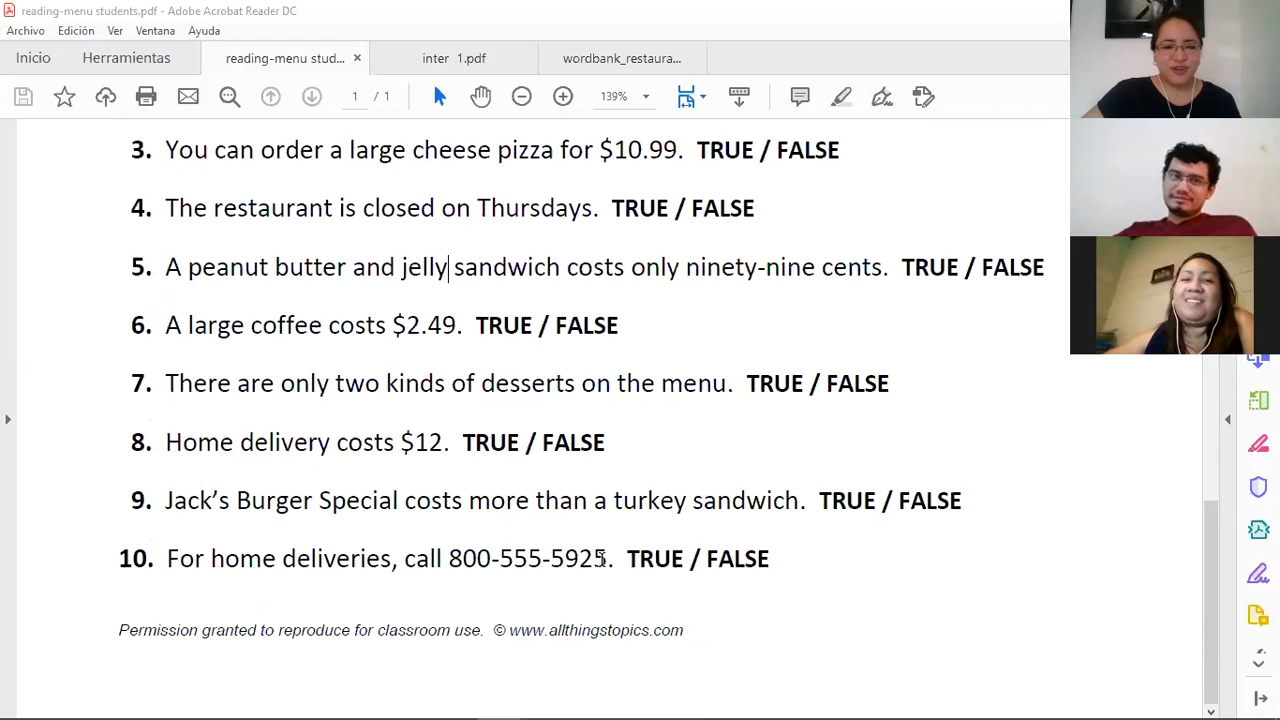 reading-menu students.pdf - Adobe Acrobat Reader DC
Archivo Edición Ver Ventana Ayuda
Inicio Herramientas reading-menu stud... × inter 1.pdf wordbank_restaura...
1 / 1 139%
3. You can order a large cheese pizza for $10.99. TRUE / FALSE
4. The restaurant is closed on Thursdays. TRUE / FALSE
5. A peanut butter and jelly sandwich costs only ninety-nine cents. TRUE / FALSE
6. A large coffee costs $2.49. TRUE / FALSE
7. There are only two kinds of desserts on the menu. TRUE / FALSE
8. Home delivery costs $12. TRUE / FALSE
9. Jack's Burger Special costs more than a turkey sandwich. TRUE / FALSE
10. For home deliveries, call 800-555-5925. TRUE / FALSE
Permission granted to reproduce for classroom use. © www.allthingstopics.com